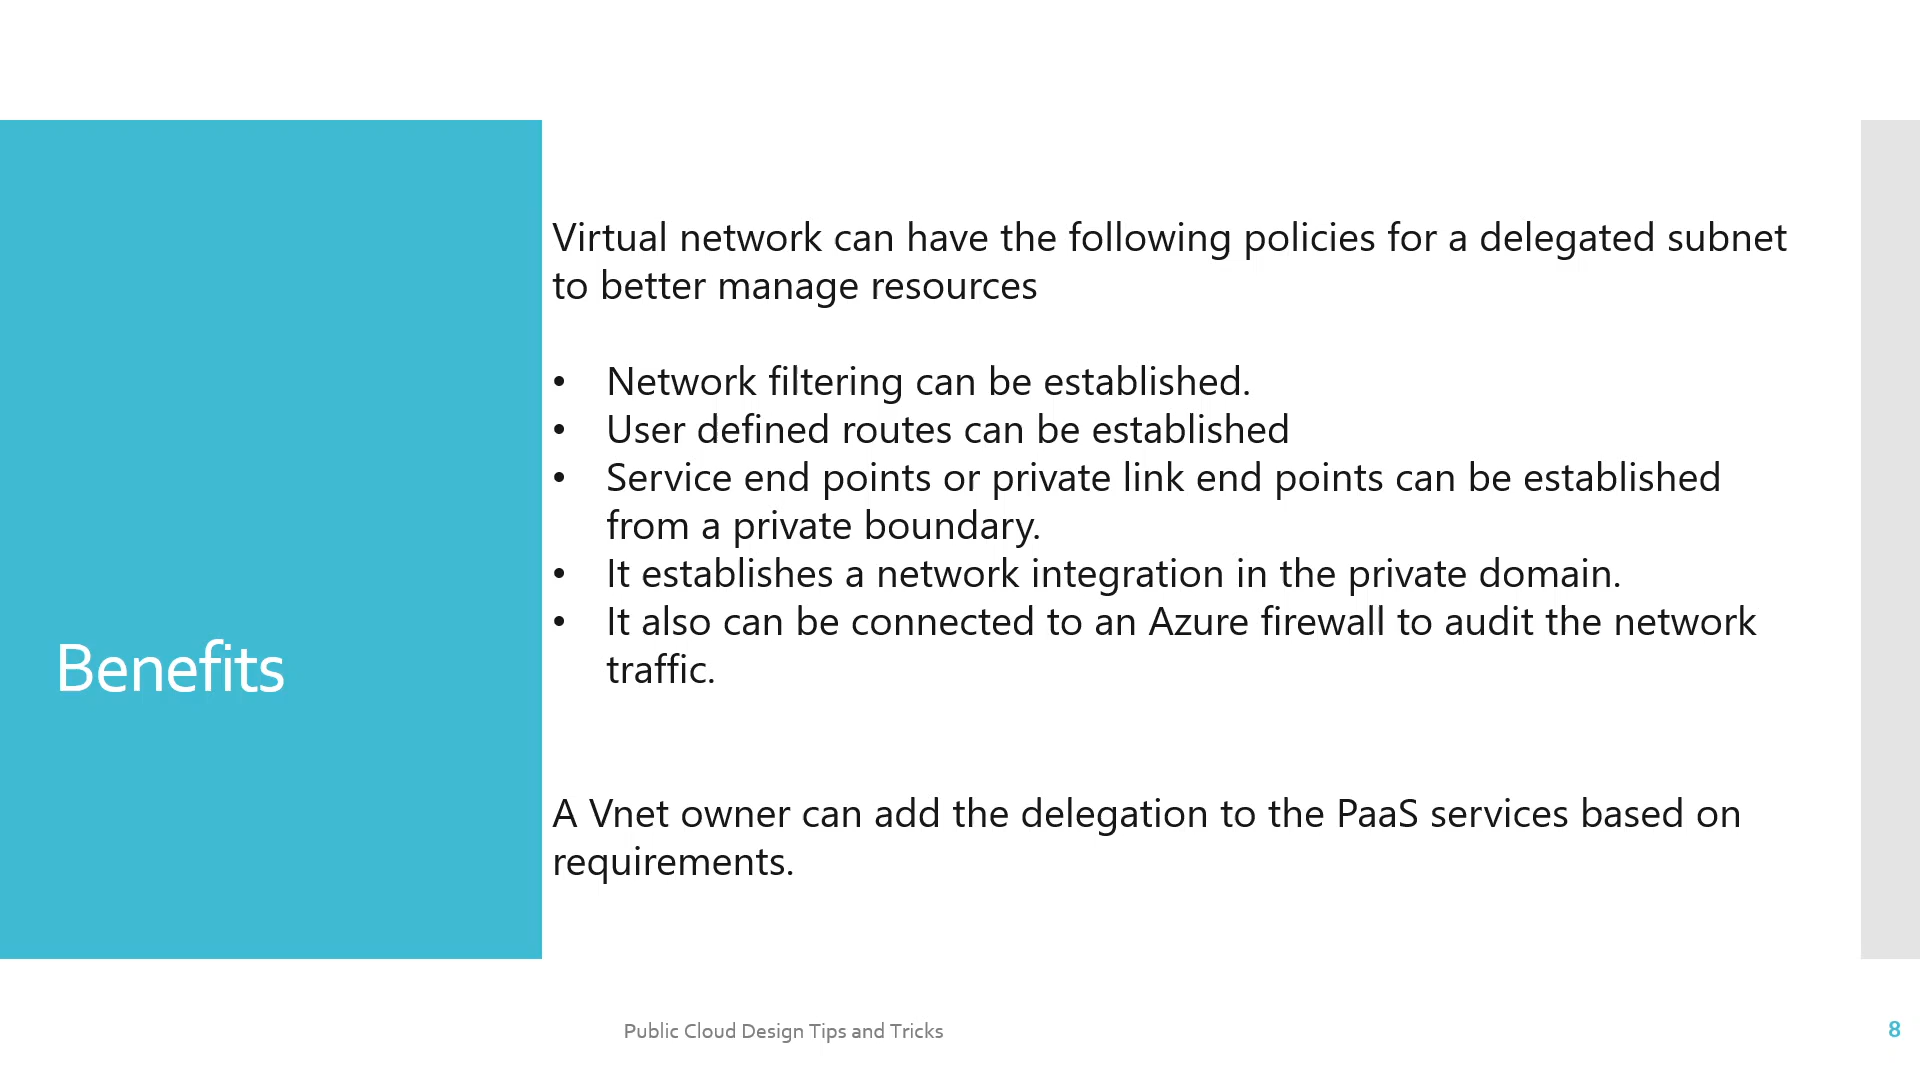 Benefits
Virtual network can have the following policies for a delegated subnet
to better manage resources
• Network filtering can be established.
• User defined routes can be established
• Service end points or private link end points can be established
from a private boundary.
• It establishes a network integration in the private domain.
• It also can be connected to an Azure firewall to audit the network
traffic.
A Vnet owner can add the delegation to the PaaS services based on
requirements.
Public Cloud Design Tips and Tricks
8